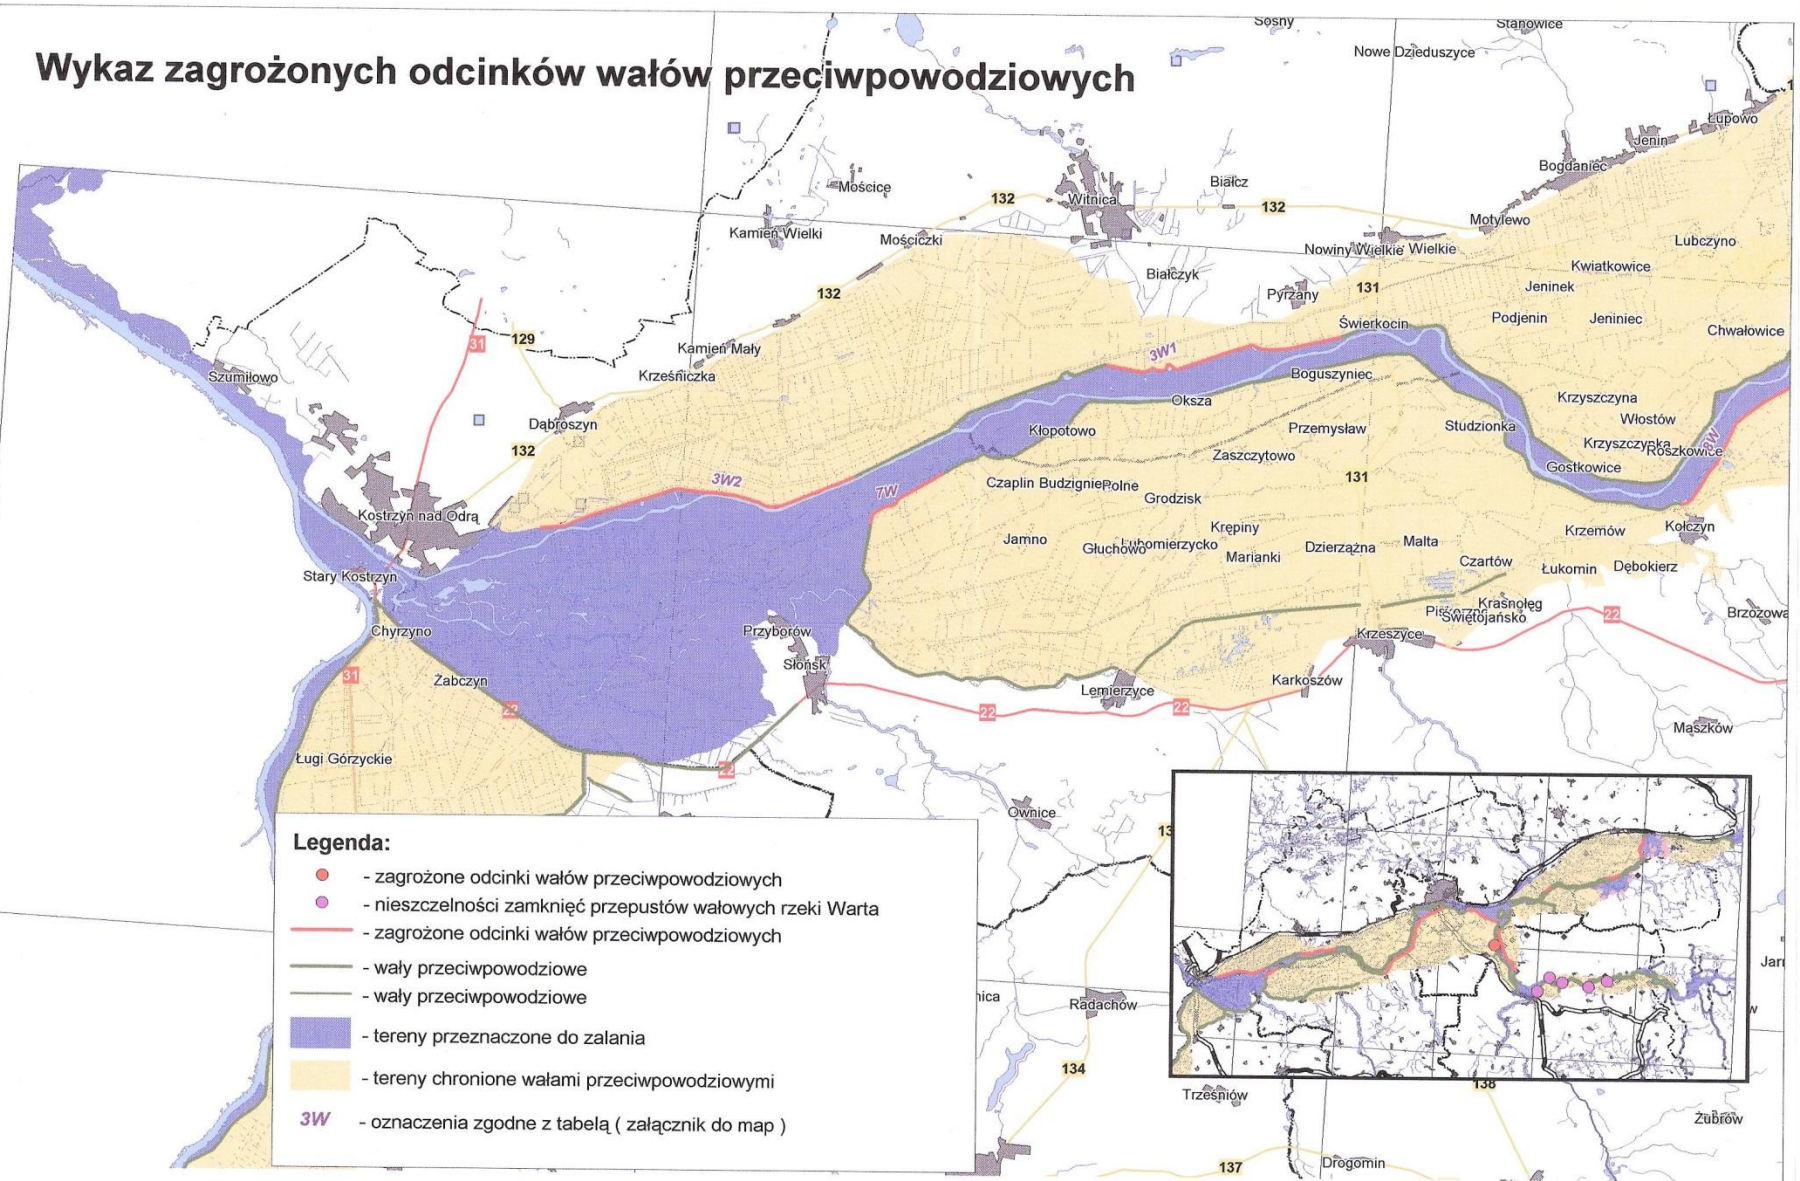 Wykaz zagrożonych odcinków wałów przeciwpowodziowych
Sosny
Stanowice
Nowe Dzieduszyce
Łupowo
Jenin
Bogdaniec
Mościce
Witnica
Białcz
132
132
Kamień Wielki
Mościczki
Motylewo
Nowiny Wielkie Wielkie
Lubczyno
Kwiatkowice
Białczyk
Jeninek
132
Pyrzany
131
Podjenin
Jeniniec
Chwałowice
Świerkocin
31
129
Kamień Mały
3W1
Krześniczka
Szumiłowo
Boguszyniec
Oksza
Krzyszczyna
Włostów
Dąbroszyn
Kłopotowo
Przemysław
Studzionka
Krzyszczynka
Roszkowice
8W
132
Zaszczytowo
Gostkowice
3W2
7W
Czaplin
Budzigniew
Polne
Grodzisk
131
Kostrzyn nad Odrą
Krępiny
Krzemów
Kołczyn
Jamno
Głuchowo
Lubomierzycko
Marianki
Dzierżążna
Malta
Czartów
Łukomin
Dębokierz
Stary Kostrzyn
Krasnołęg
Świętojańsko
22
Brzozowa
Chyrzyno
Przyborów
Krzeszyce
Słońsk
31
Żabczyn
Lemierzyce
Karkoszów
22
22
22
Maszków
Ługi Górzyckie
22
Ownice
13
Legenda:
- zagrożone odcinki wałów przeciwpowodziowych
- nieszczelności zamknięć przepustów wałowych rzeki Warta
- zagrożone odcinki wałów przeciwpowodziowych
- wały przeciwpowodziowe
- wały przeciwpowodziowe
- tereny przeznaczone do zalania
- tereny chronione wałami przeciwpowodziowymi
3W - oznaczenia zgodne z tabelą ( załącznik do map )
Jarn
nica
Radachów
w
134
138
Trześniów
Żubrów
137
Drogomin